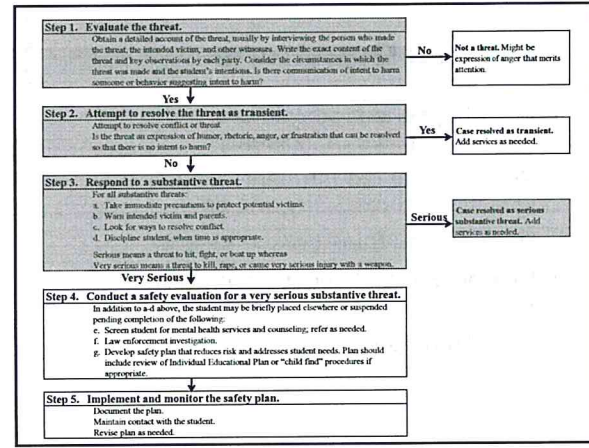 Step 1. Evaluate the threat.
Obtain a detailed account of the threat, usually by interviewing the person who made
the threat, the intended victim, and other witnesses. Write the exact content of the
threat and key observations by each party. Consider the circumstances in which the
threat was made and the student's intentions. Is there communication of intent to harm
someone or behavior suggesting intent to harm?
No
Not a threat. Might be
expression of anger that merits
attention.
Yes
Step 2. Attempt to resolve the threat as transient.
Attempt to resolve conflict or threat.
Is the threat an expression of humor, rhetoric, anger, or frustration that can be resolved
so that there is no intent to harm?
Yes
Case resolved as transient.
Add services as needed.
No
Step 3. Respond to a substantive threat.
For all substantive threats:
a. Take immediate precautions to protect potential victims.
b. Warn intended victim and parents.
c. Look for ways to resolve conflict.
d. Discipline student, when time is appropriate.
Serious means a threat to hit, fight, or beat up whereas
Very serious means a threat to kill, rape, or cause very serious injury with a weapon.
Serious
Case resolved as serious
substantive threat. Add
services as needed.
Very Serious
Step 4. Conduct a safety evaluation for a very serious substantive threat.
In addition to a-d above, the student may be briefly placed elsewhere or suspended
pending completion of the following:
e. Screen student for mental health services and counseling; refer as needed.
f. Law enforcement investigation.
g. Develop safety plan that reduces risk and addresses student needs. Plan should
include review of Individual Educational Plan or "child find" procedures if
appropriate.
Step 5. Implement and monitor the safety plan.
Document the plan.
Maintain contact with the student.
Revise plan as needed.